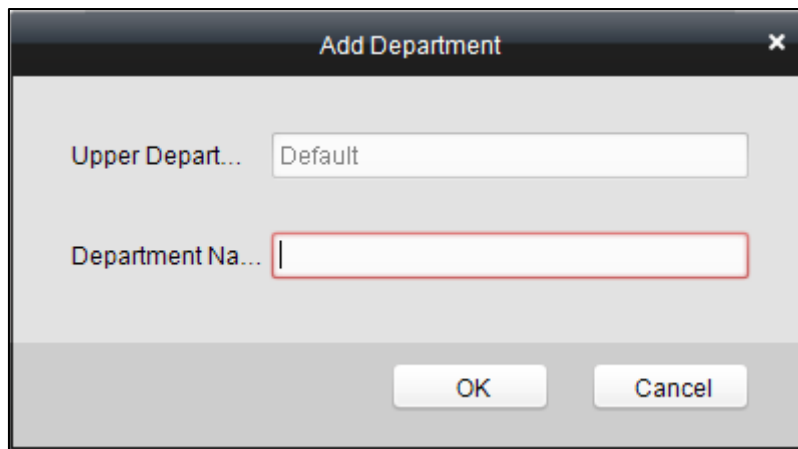 Add Department
Upper Depart... Default
Department Na...
OK Cancel